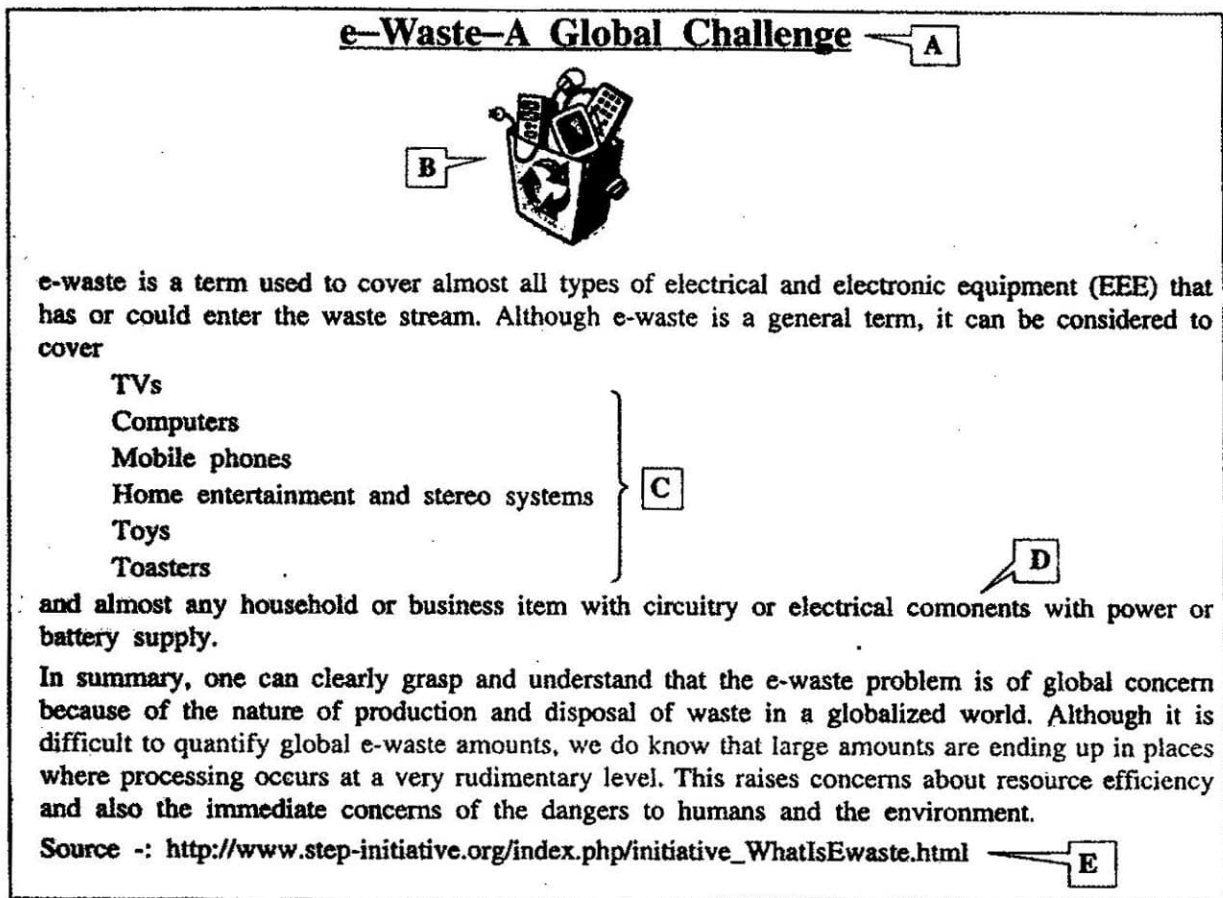 e–Waste–A Global Challenge
A
B
e-waste is a term used to cover almost all types of electrical and electronic equipment (EEE) that
has or could enter the waste stream. Although e-waste is a general term, it can be considered to
cover
TVs
Computers
Mobile phones
Home entertainment and stereo systems
C
Toys
Toasters
D
and almost any household or business item with circuitry or electrical comonents with power or
battery supply.
In summary, one can clearly grasp and understand that the e-waste problem is of global concern
because of the nature of production and disposal of waste in a globalized world. Although it is
difficult to quantify global e-waste amounts, we do know that large amounts are ending up in places
where processing occurs at a very rudimentary level. This raises concerns about resource efficiency
and also the immediate concerns of the dangers to humans and the environment.
Source -: http://www.step-initiative.org/index.php/initiative_WhatIsEwaste.html
E